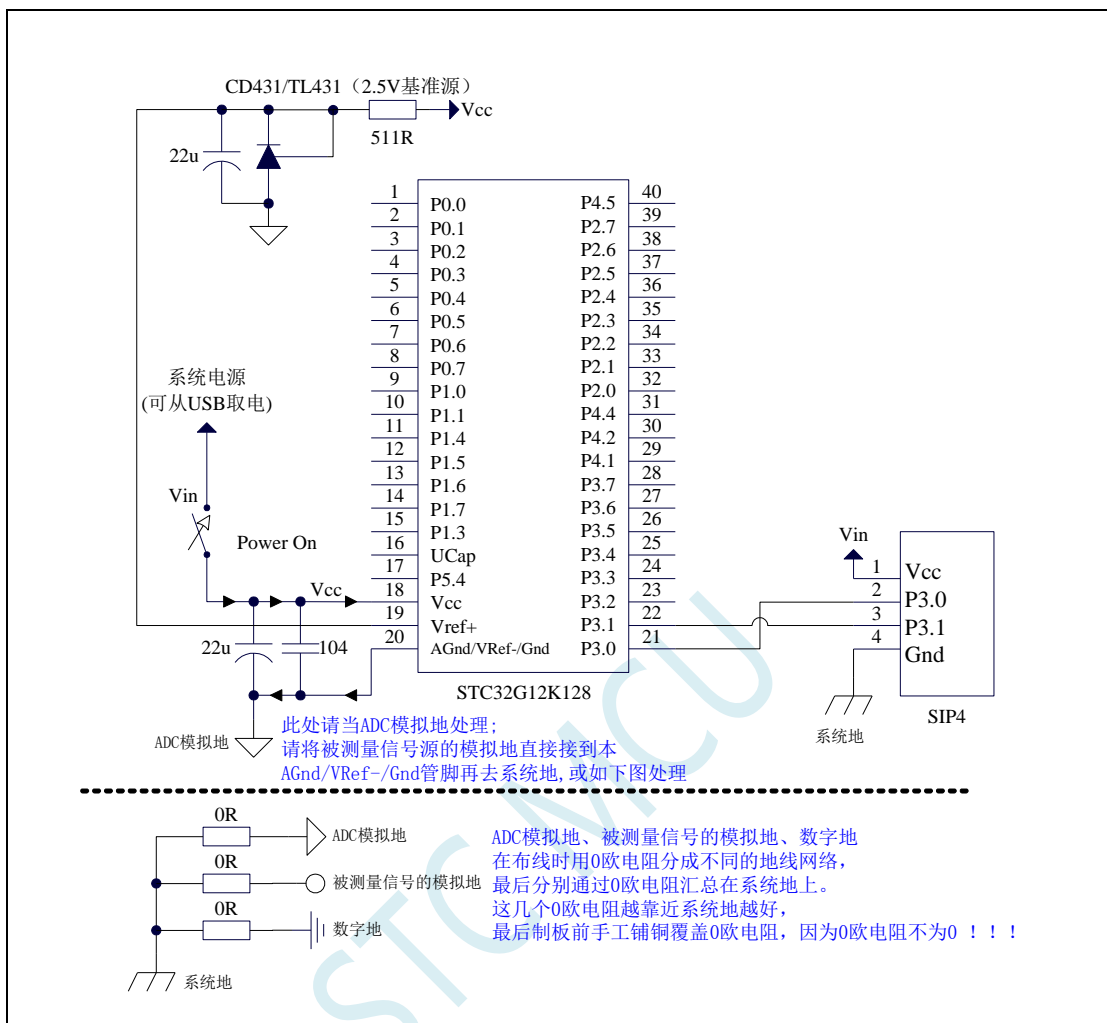 CD431/TL431（2.5V基准源）
Vcc
511R
22u
1 P0.0 P4.5 40
2 P0.1 P2.7 39
3 P0.2 P2.6 38
4 P0.3 P2.5 37
5 P0.4 P2.4 36
6 P0.5 P2.3 35
7 P0.6 P2.2 34
8 P0.7 P2.1 33
9 P1.0 P2.0 32
10 P1.1 P4.4 31
11 P1.4 P4.2 30
12 P1.5 P4.1 29
13 P1.6 P3.7 28
14 P1.7 P3.6 27
15 P1.3 P3.5 26
16 UCap P3.4 25
17 P5.4 P3.3 24
18 Vcc P3.2 23
19 Vref+ P3.1 22
20 AGnd/VRef-/Gnd P3.0 21
STC32G12K128
系统电源
(可从USB取电)
Vin
Power On
Vcc
22u
104
ADC模拟地
Vin
1 Vcc
2 P3.0
3 P3.1
4 Gnd
SIP4
系统地
此处请当ADC模拟地处理;
请将被测量信号源的模拟地直接接到本
AGnd/VRef-/Gnd管脚再去系统地,或如下图处理
0R
ADC模拟地
0R
被测量信号的模拟地
0R
数字地
系统地
ADC模拟地、被测量信号的模拟地、数字地
在布线时用0欧电阻分成不同的地线网络，
最后分别通过0欧电阻汇总在系统地上。
这几个0欧电阻越靠近系统地越好，
最后制板前手工铺铜覆盖0欧电阻，因为0欧电阻不为0 ！！！
STC MCU